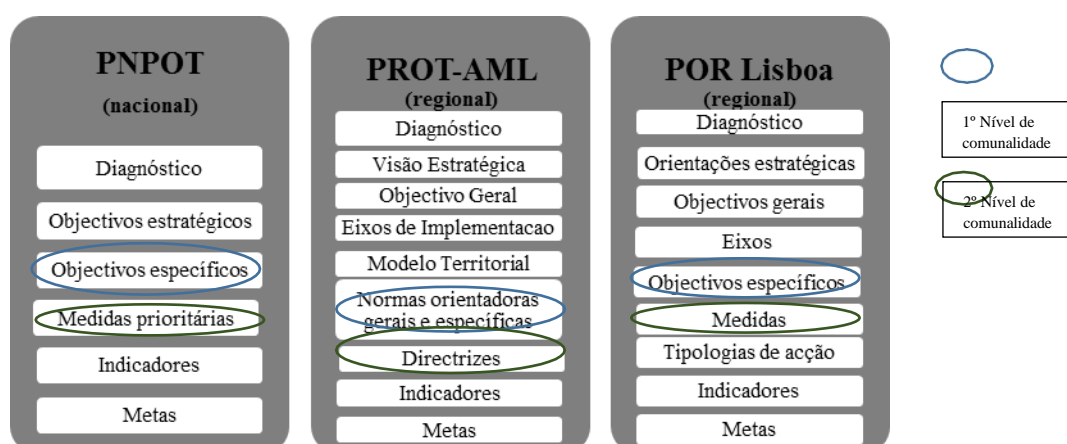 PNPOT
(nacional)
Diagnóstico
Objectivos estratégicos
Objectivos específicos
Medidas prioritárias
Indicadores
Metas
PROT-AML
(regional)
Diagnóstico
Visão Estratégica
Objectivo Geral
Eixos de Implementacao
Modelo Territorial
Normas orientadoras
gerais e específicas
Directrizes
Indicadores
Metas
POR Lisboa
(regional)
Diagnóstico
Orientações estratégicas
Objectivos gerais
Eixos
Objectivos específicos
Medidas
Tipologias de acção
Indicadores
Metas
1º Nível de
comunalidade
2º Nível de
comunalidade